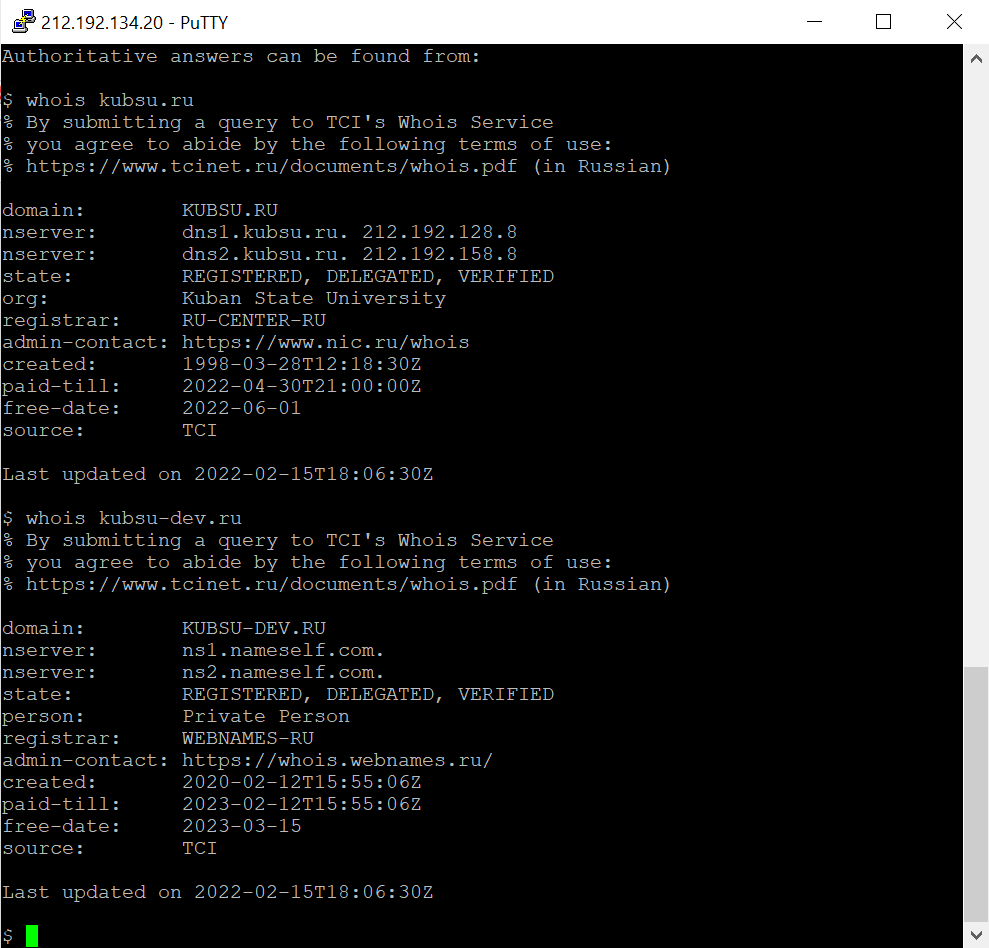 212.192.134.20 - PuTTY
Authoritative answers can be found from:
$ whois kubsu.ru
% By submitting a query to TCI's Whois Service
% you agree to abide by the following terms of use:
% https://www.tcinet.ru/documents/whois.pdf (in Russian)
domain: KUBSU.RU
nserver: dns1.kubsu.ru. 212.192.128.8
nserver: dns2.kubsu.ru. 212.192.158.8
state: REGISTERED, DELEGATED, VERIFIED
org: Kuban State University
registrar: RU-CENTER-RU
admin-contact: https://www.nic.ru/whois
created: 1998-03-28T12:18:30Z
paid-till: 2022-04-30T21:00:00Z
free-date: 2022-06-01
source: TCI
Last updated on 2022-02-15T18:06:30Z
$ whois kubsu-dev.ru
% By submitting a query to TCI's Whois Service
% you agree to abide by the following terms of use:
% https://www.tcinet.ru/documents/whois.pdf (in Russian)
domain: KUBSU-DEV.RU
nserver: ns1.nameself.com.
nserver: ns2.nameself.com.
state: REGISTERED, DELEGATED, VERIFIED
person: Private Person
registrar: WEBNAMES-RU
admin-contact: https://whois.webnames.ru/
created: 2020-02-12T15:55:06Z
paid-till: 2023-02-12T15:55:06Z
free-date: 2023-03-15
source: TCI
Last updated on 2022-02-15T18:06:30Z
$